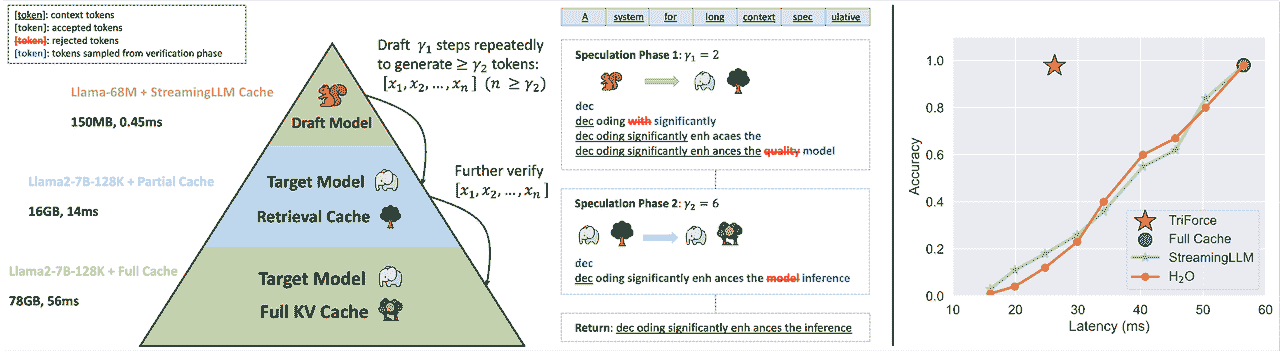 [token]: context tokens
[token]: accepted tokens
[token]: rejected tokens
[token]: tokens sampled from verification phase
Llama-68M + StreamingLLM Cache
150MB, 0.45ms
Draft Model
Draft γ₁ steps repeatedly
to generate ≥ γ₂ tokens:
[x₁, x₂, ..., xₙ] (n ≥ γ₂)
Llama2-7B-128K + Partial Cache
16GB, 14ms
Target Model
Retrieval Cache
Further verify
[x₁, x₂, ..., xₙ]
Llama2-7B-128K + Full Cache
78GB, 56ms
Target Model
Full KV Cache
A system for long context spec ulative
Speculation Phase 1: γ₁ = 2
dec
dec oding with significantly
dec oding significantly enh acaes the
dec oding significantly enh ances the quality model
Speculation Phase 2: γ₂ = 6
dec
dec oding significantly enh ances the model inference
Return: dec oding significantly enh ances the inference
Accuracy
1.0
0.8
0.6
0.4
0.2
0.0
10 20 30 40 50 60
Latency (ms)
TriForce
Full Cache
StreamingLLM
H₂O